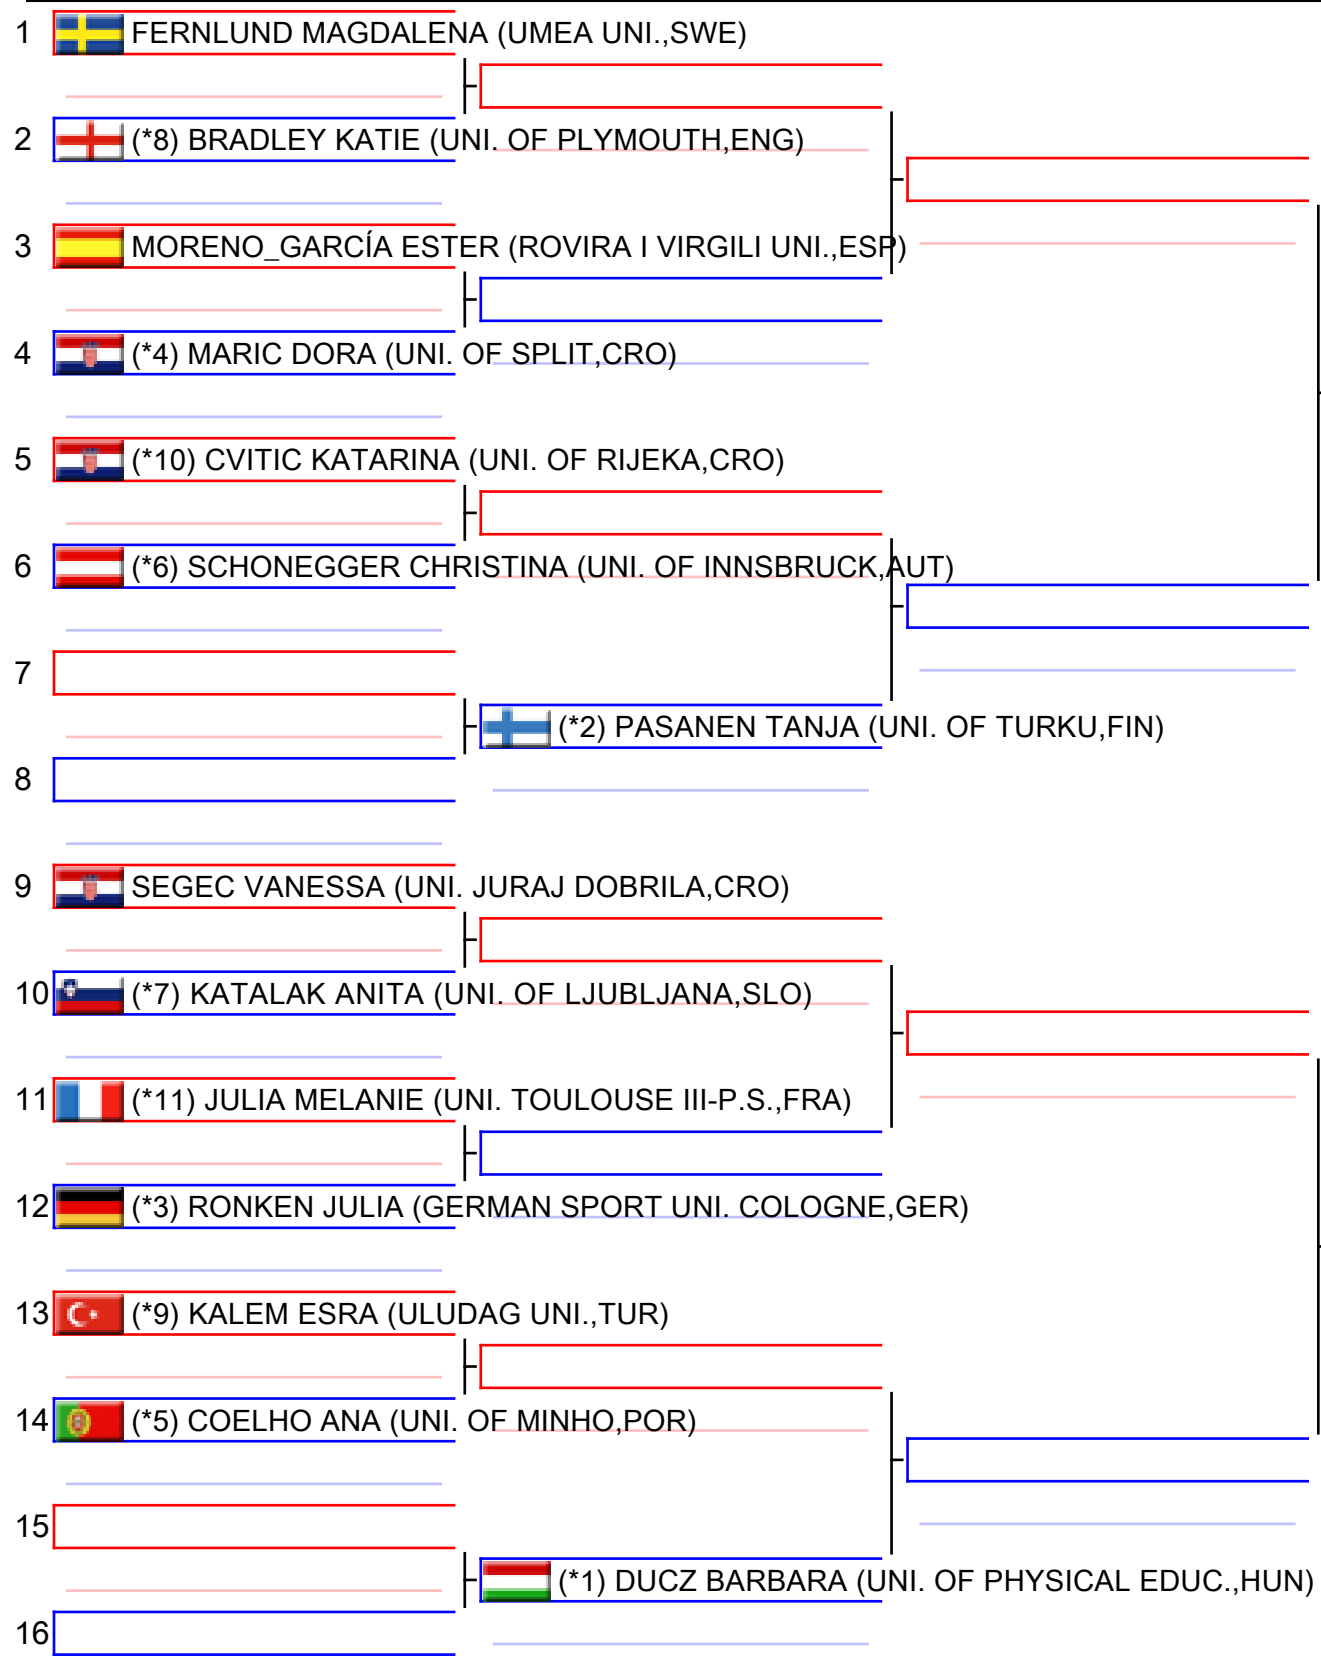 1 FERNLUND MAGDALENA (UMEA UNI.,SWE)
2 (*8) BRADLEY KATIE (UNI. OF PLYMOUTH,ENG)
3 MORENO_GARCÍA ESTER (ROVIRA I VIRGILI UNI.,ESP)
4 (*4) MARIC DORA (UNI. OF SPLIT,CRO)
5 (*10) CVITIC KATARINA (UNI. OF RIJEKA,CRO)
6 (*6) SCHONEGGER CHRISTINA (UNI. OF INNSBRUCK,AUT)
7
(*2) PASANEN TANJA (UNI. OF TURKU,FIN)
8
9 SEGEC VANESSA (UNI. JURAJ DOBRILA,CRO)
10 (*7) KATALAK ANITA (UNI. OF LJUBLJANA,SLO)
11 (*11) JULIA MELANIE (UNI. TOULOUSE III-P.S.,FRA)
12 (*3) RONKEN JULIA (GERMAN SPORT UNI. COLOGNE,GER)
13 (*9) KALEM ESRA (ULUDAG UNI.,TUR)
14 (*5) COELHO ANA (UNI. OF MINHO,POR)
15
(*1) DUCZ BARBARA (UNI. OF PHYSICAL EDUC.,HUN)
16